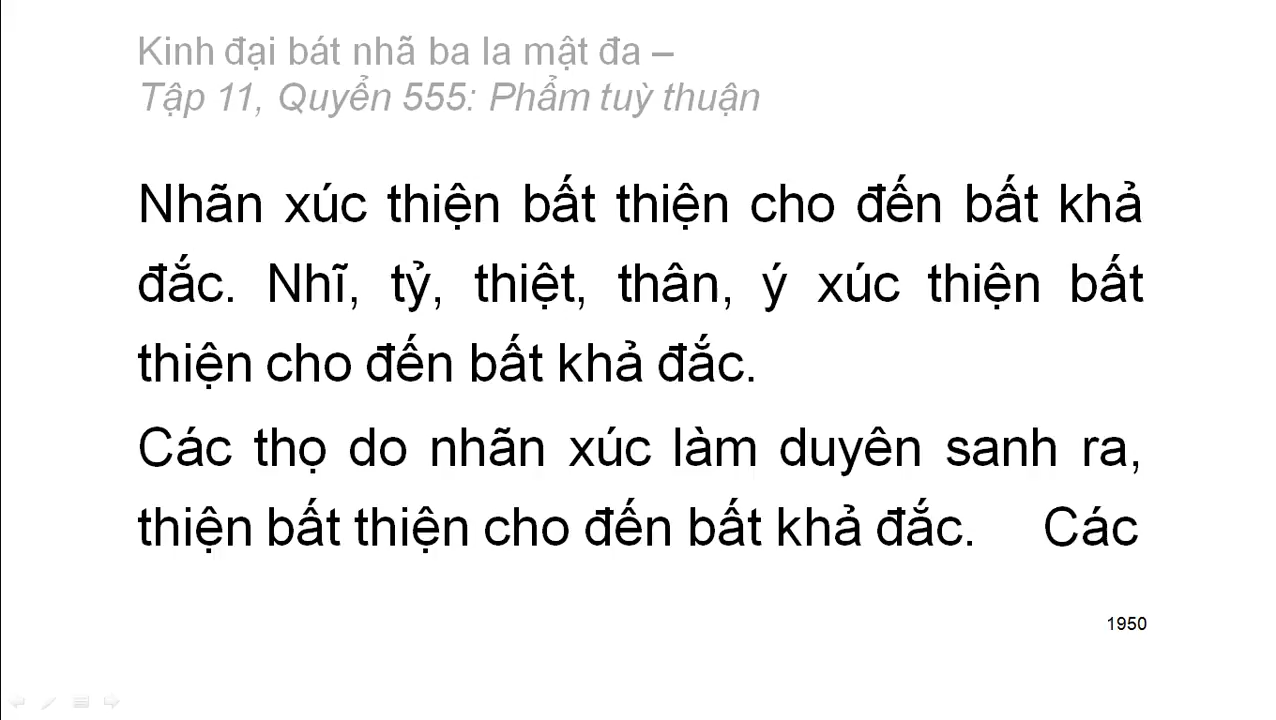 Kinh đại bát nhã ba la mật đa –
Tập 11, Quyển 555: Phẩm tuỳ thuận
Nhãn xúc thiện bất thiện cho đến bất khả
đắc. Nhĩ, tỷ, thiệt, thân, ý xúc thiện bất
thiện cho đến bất khả đắc.
Các thọ do nhãn xúc làm duyên sanh ra,
thiện bất thiện cho đến bất khả đắc. Các
1950